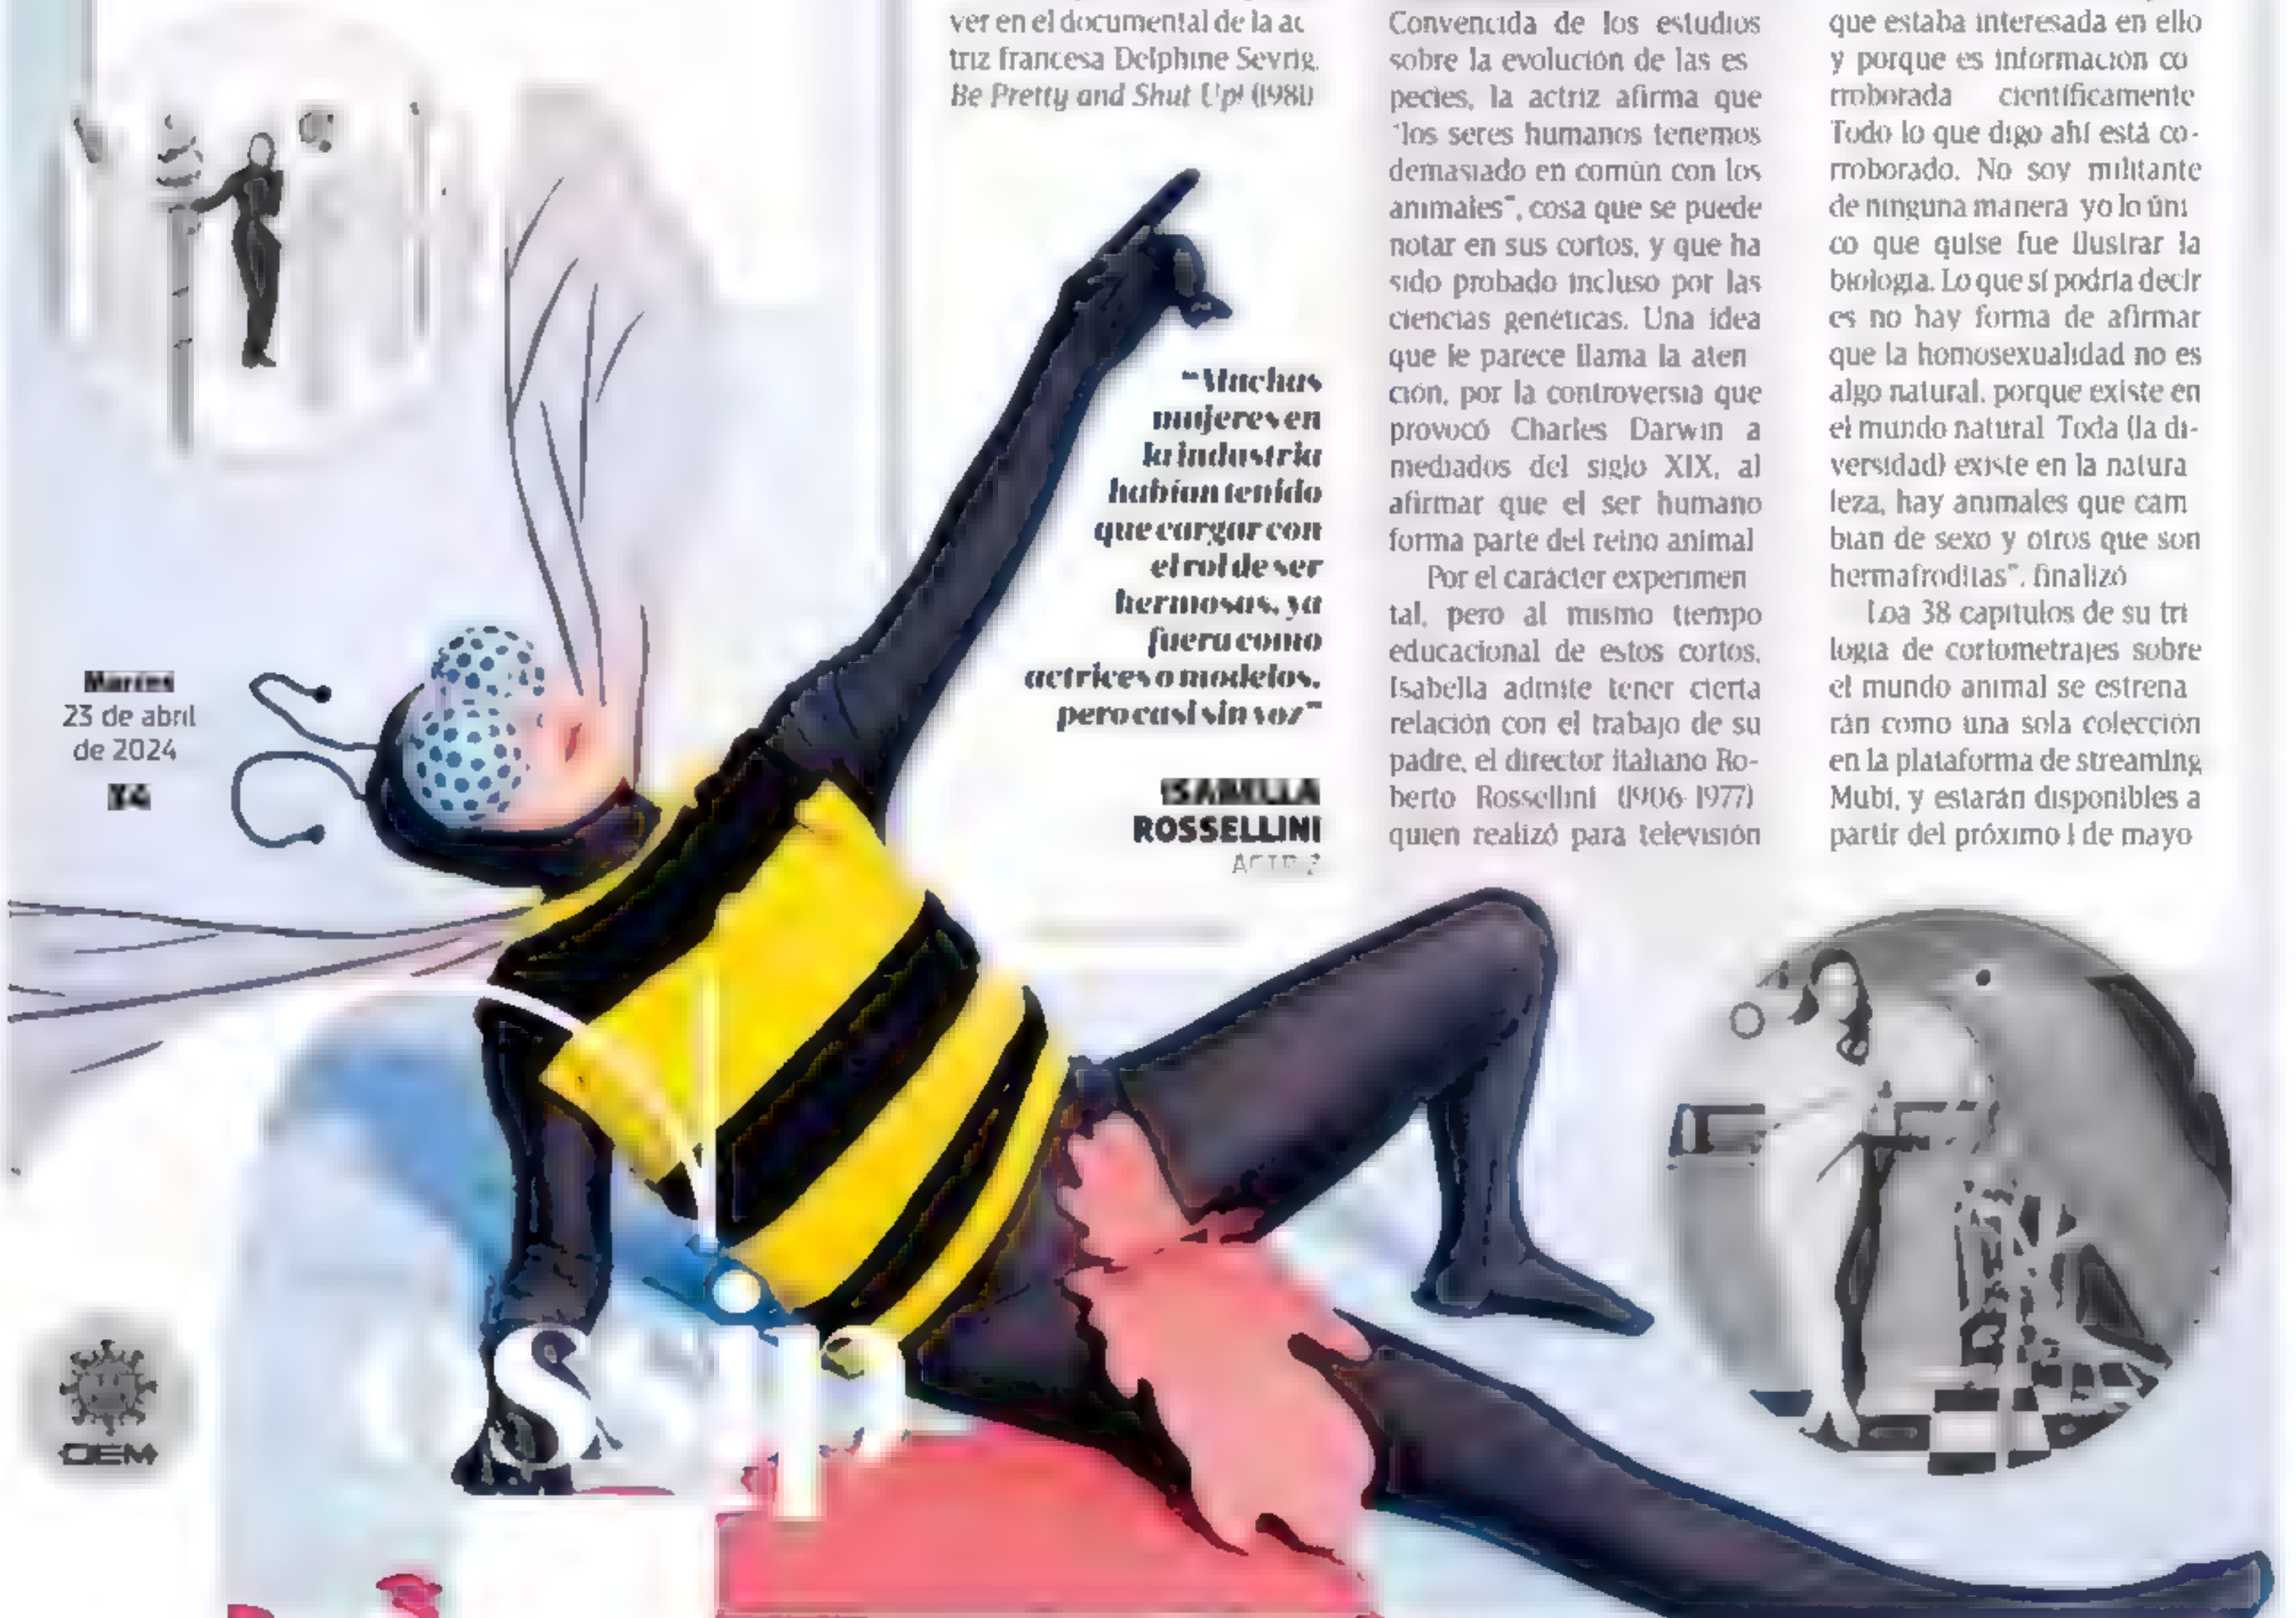 Martes
23 de abril
de 2024
OEM
ver en el documental de la ac
triz francesa Delphine Seyrig,
Be Pretty and Shut Up! (1981)
"Muchas
mujeres en
la industria
habían tenido
que cargar con
el rol de ser
hermosas, ya
fuera como
actrices o modelos,
pero casi sin voz"
ISABELLA
ROSSELLINI
ACTRIZ
Convencida de los estudios
sobre la evolución de las es
pecies, la actriz afirma que
"los seres humanos tenemos
demasiado en común con los
animales", cosa que se puede
notar en sus cortos, y que ha
sido probado incluso por las
ciencias genéticas. Una idea
que le parece llama la aten
ción, por la controversia que
provocó Charles Darwin a
mediados del siglo XIX, al
afirmar que el ser humano
forma parte del reino animal
Por el carácter experimen
tal, pero al mismo tiempo
educacional de estos cortos,
Isabella admite tener cierta
relación con el trabajo de su
padre, el director italiano Ro-
berto Rossellini (1906-1977)
quien realizó para televisión
que estaba interesada en ello
y porque es información co
rroborada científicamente
Todo lo que digo ahí está co-
rroborado. No soy militante
de ninguna manera yo lo úni
co que quise fue ilustrar la
biología. Lo que sí podría decir
es no hay forma de afirmar
que la homosexualidad no es
algo natural, porque existe en
el mundo natural Toda (la di-
versidad) existe en la natura
leza, hay animales que cam
bian de sexo y otros que son
hermafroditas", finalizó
Loa 38 capítulos de su tri
logía de cortometrajes sobre
el mundo animal se estrena
rán como una sola colección
en la plataforma de streaming
Mubi, y estarán disponibles a
partir del próximo 1 de mayo